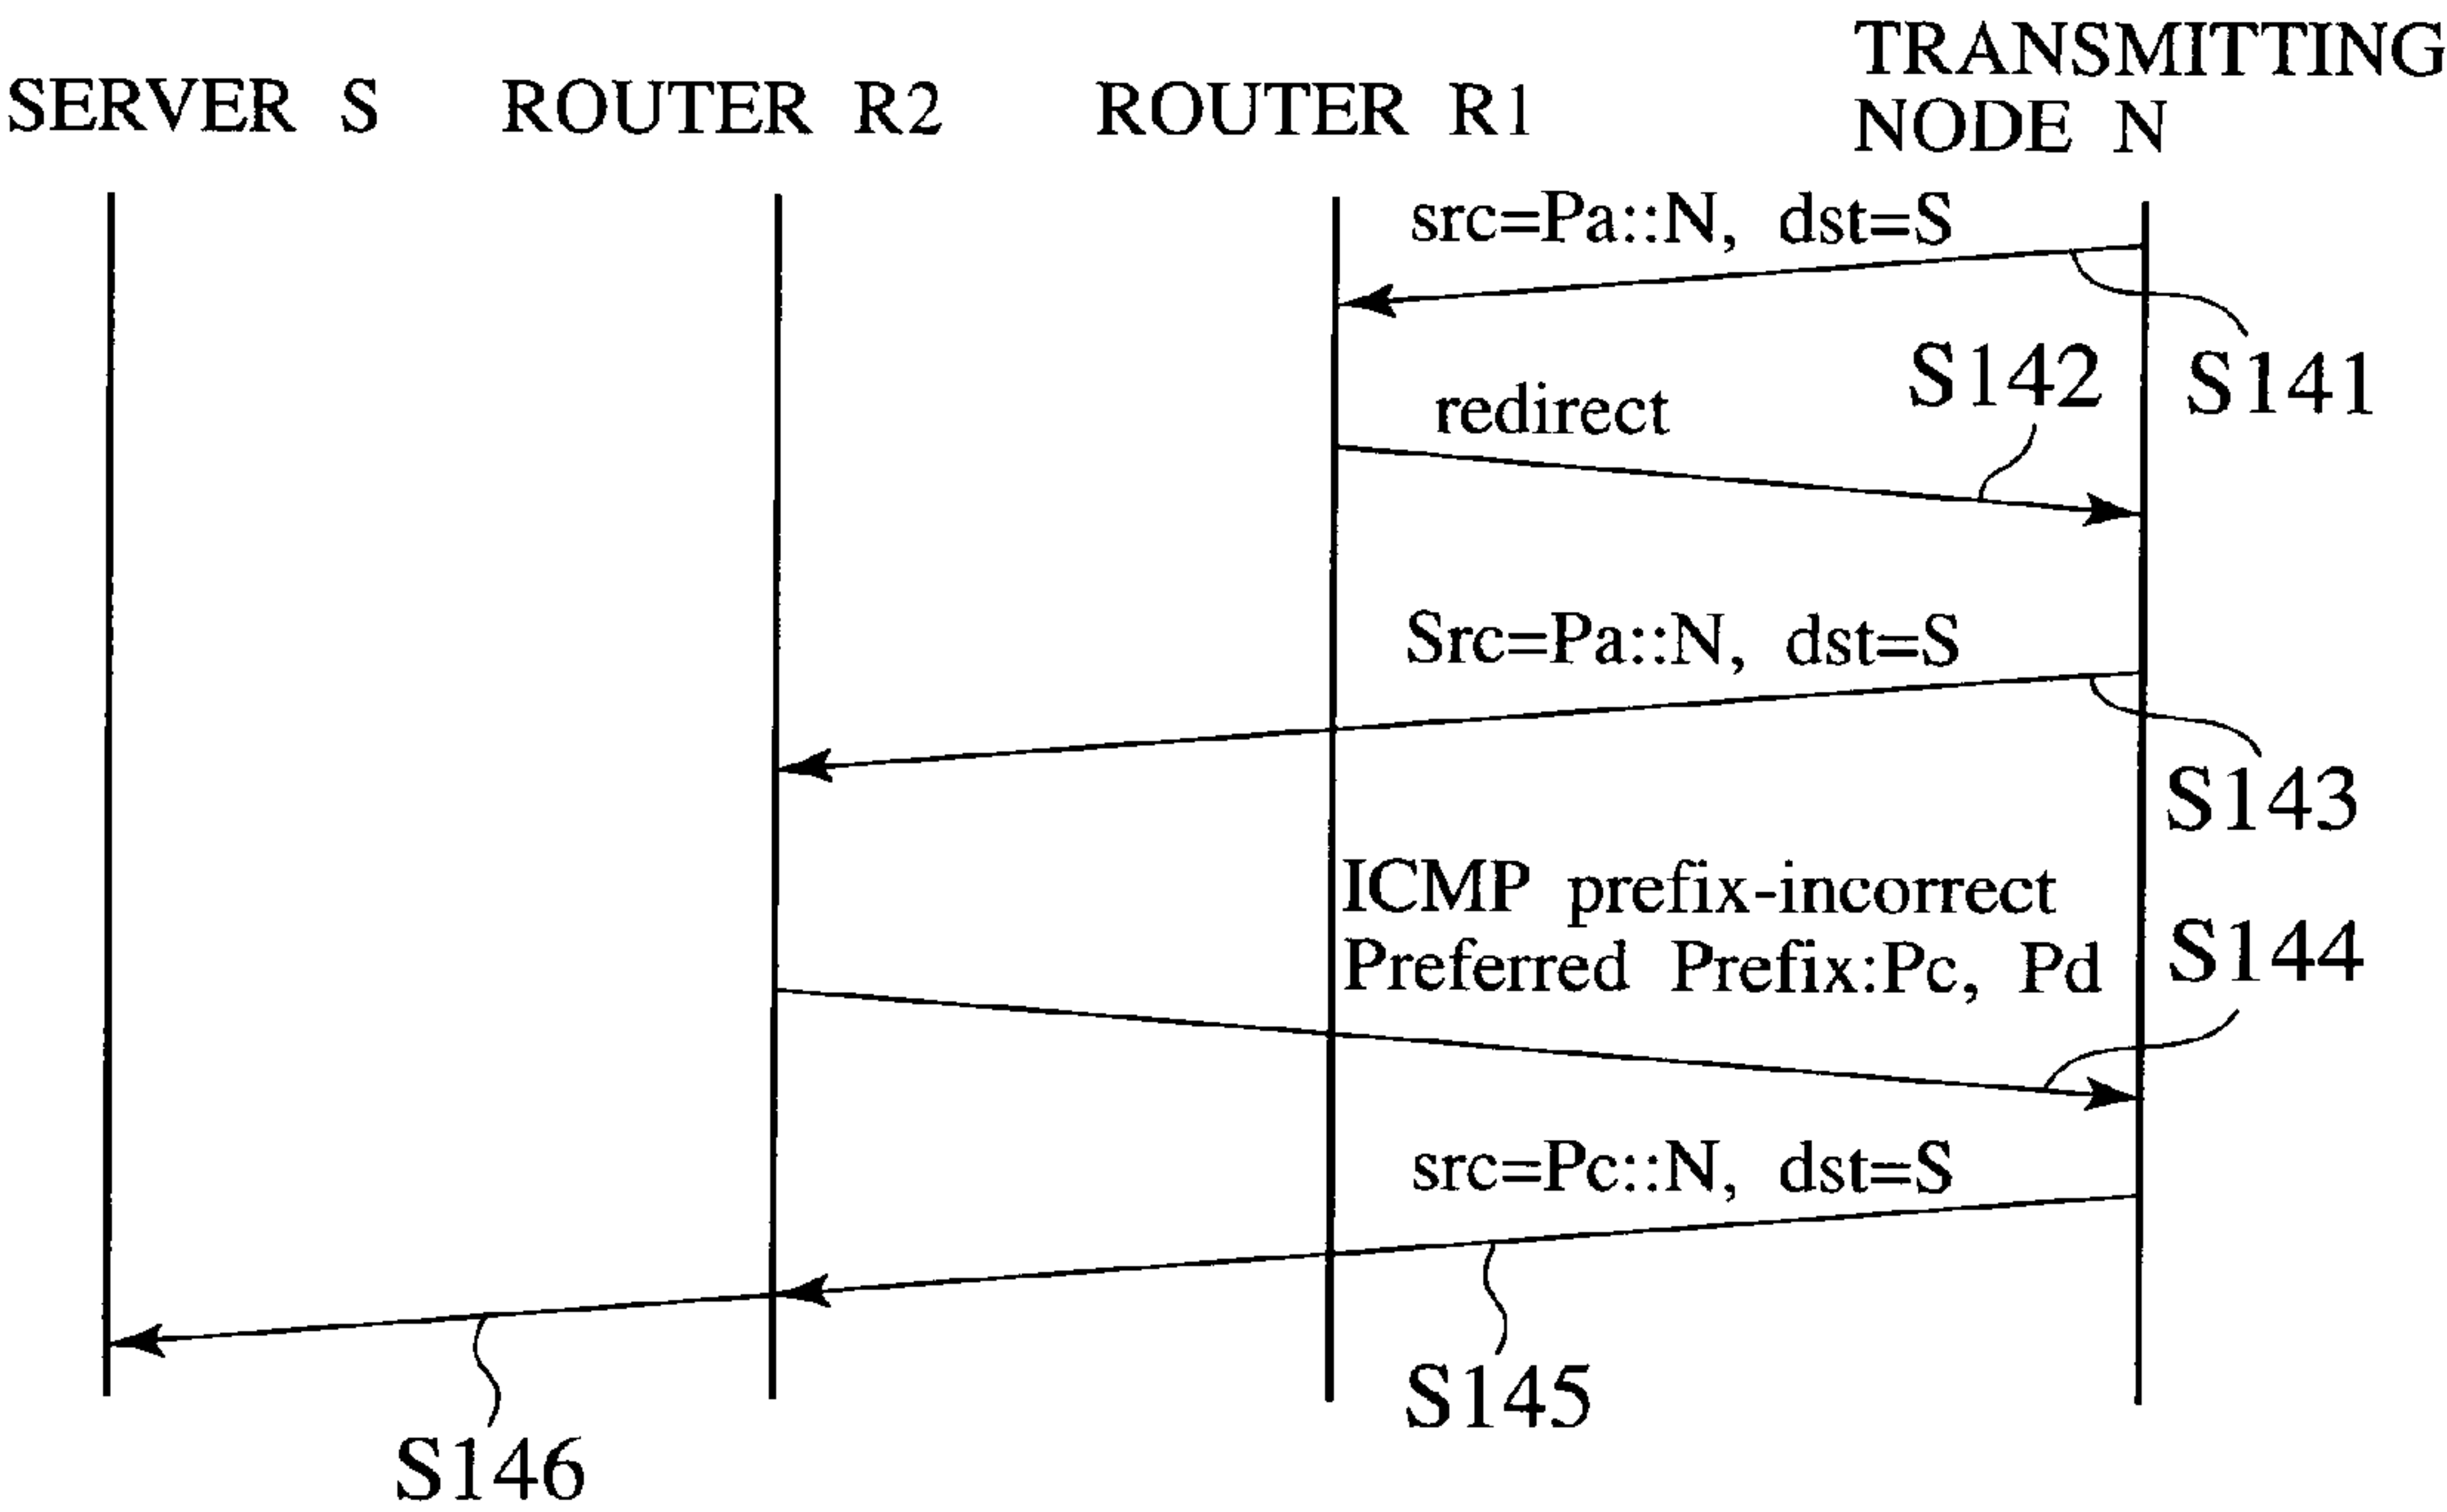 SERVER S
ROUTER R2
ROUTER R1
TRANSMITTING
NODE N
src=Pa::N, dst=S
S141
S142
redirect
Src=Pa::N, dst=S
S143
ICMP prefix-incorrect
Preferred Prefix:Pc, Pd
S144
src=Pc::N, dst=S
S145
S146